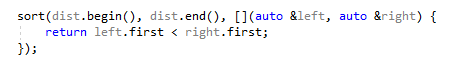 sort(dist.begin(), dist.end(), [](auto &left, auto &right) {
    return left.first < right.first;
});